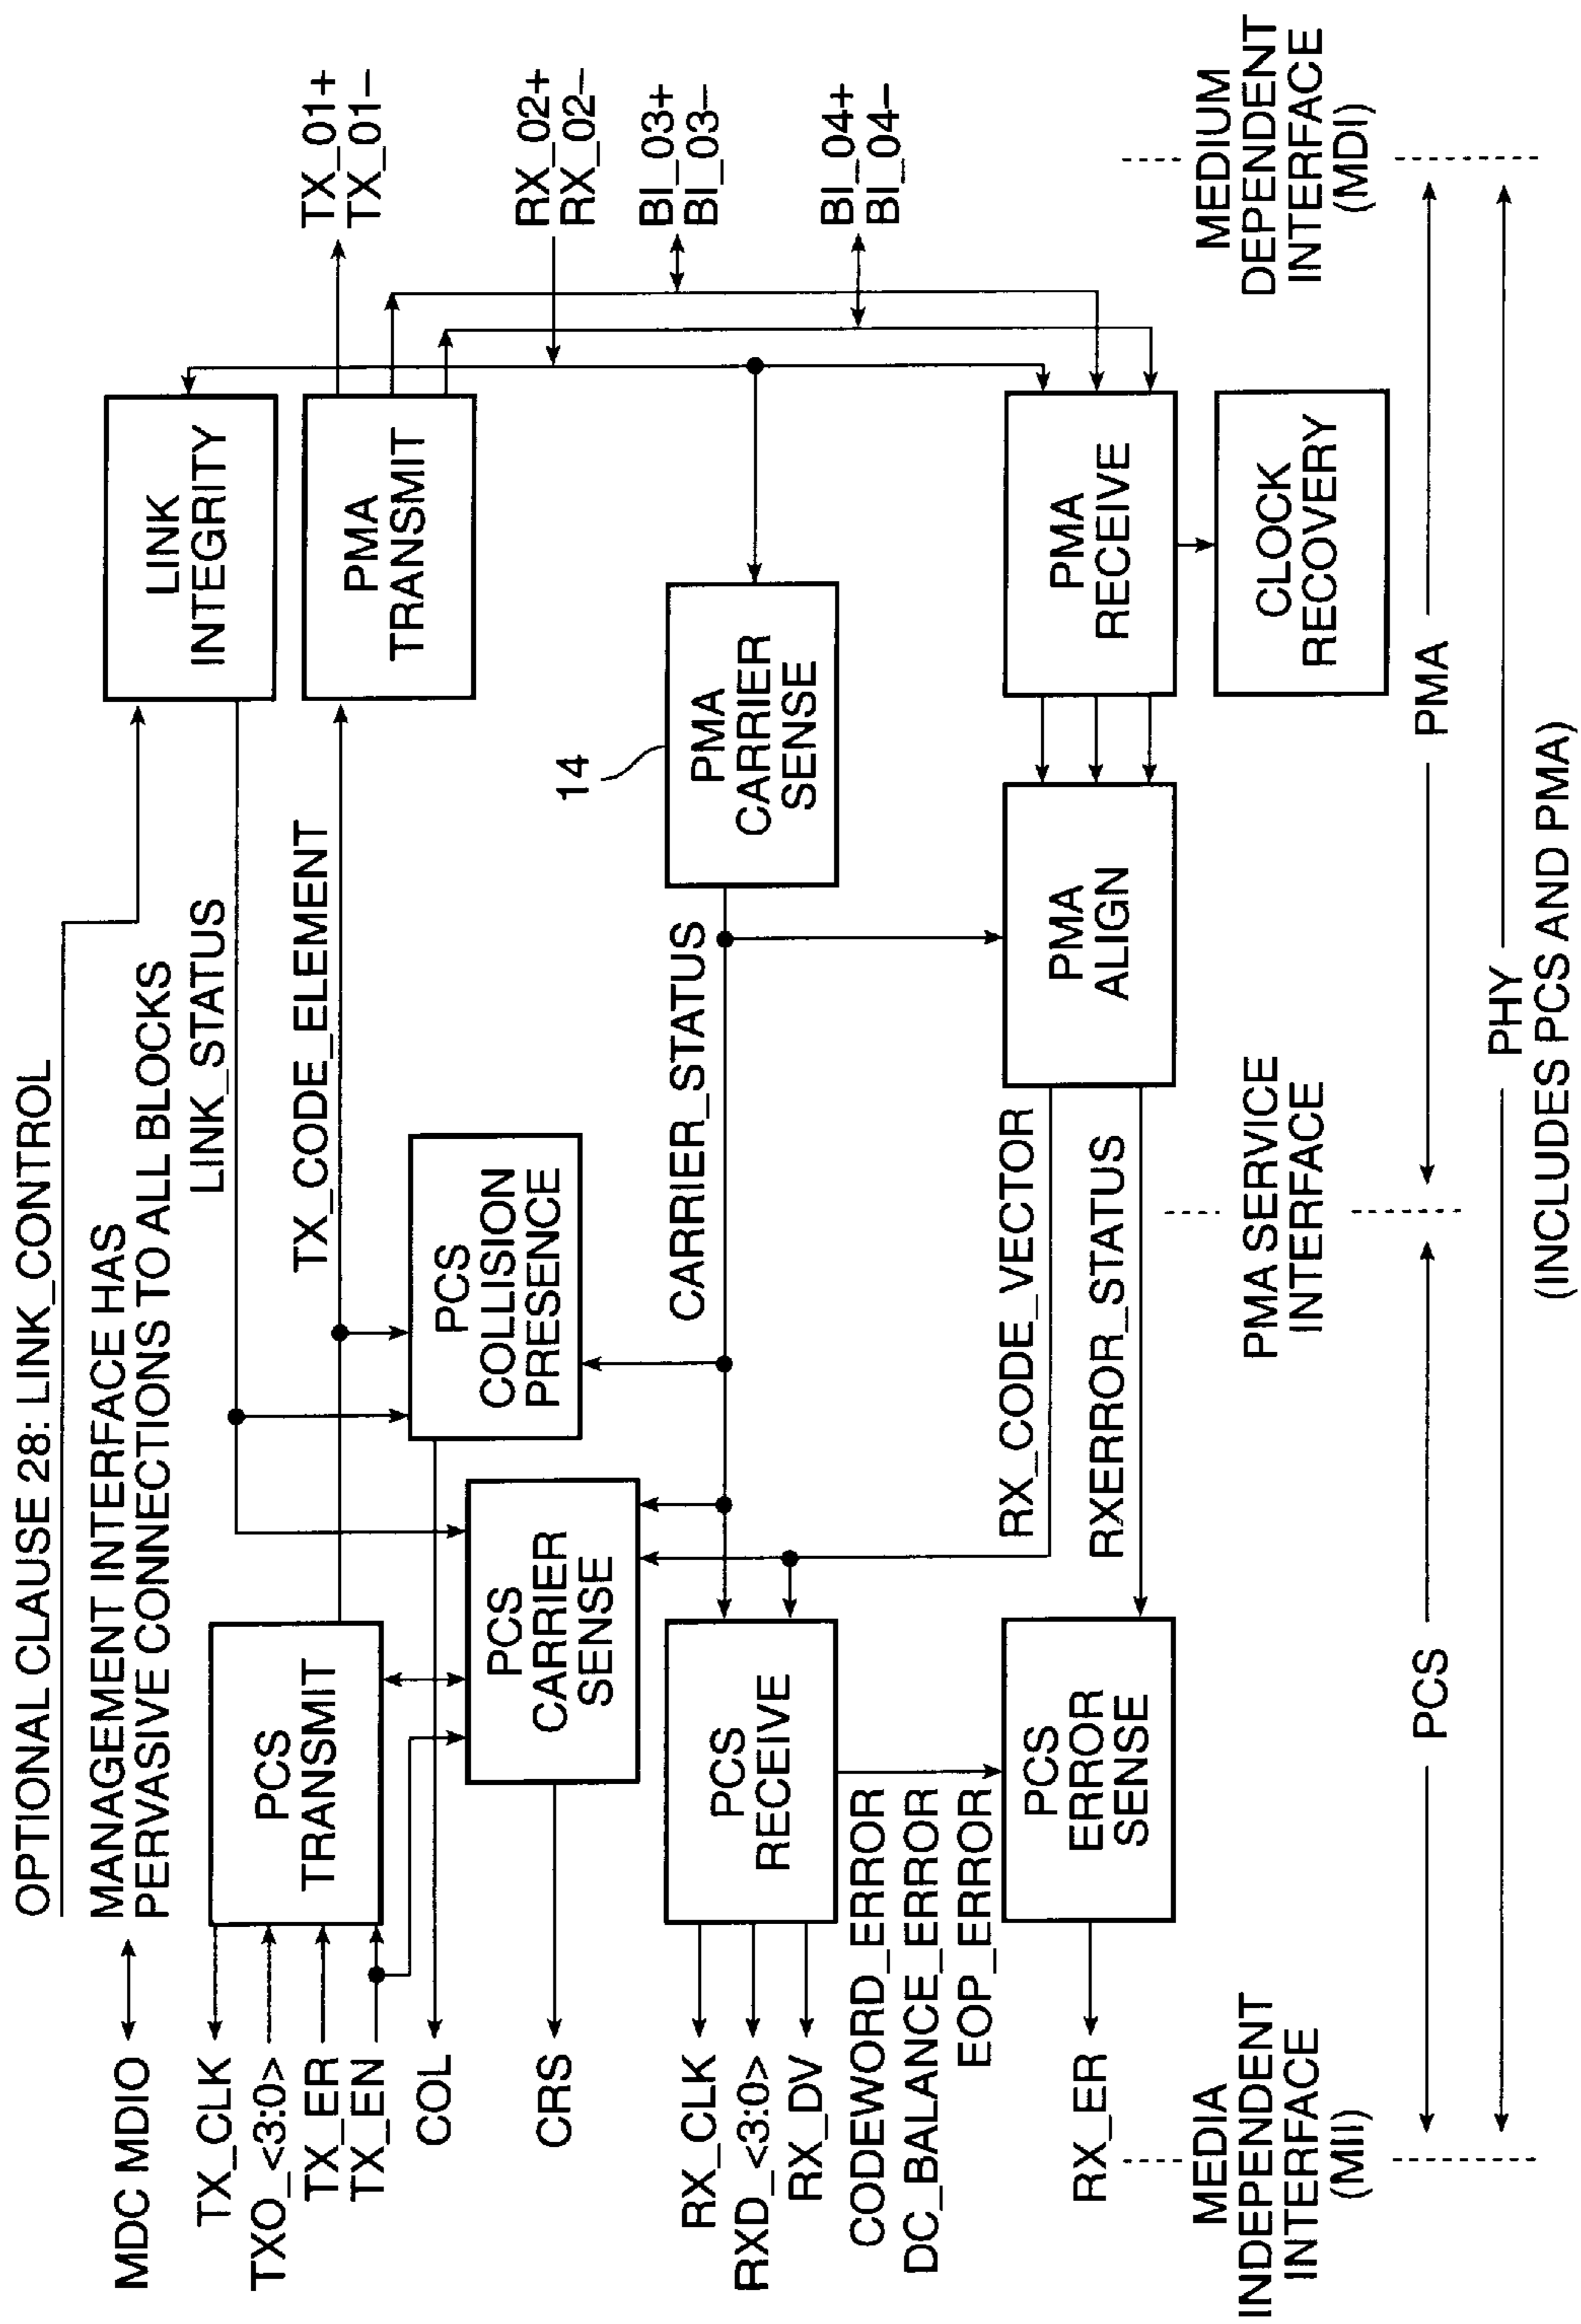 OPTIONAL CLAUSE 28: LINK_CONTROL
MANAGEMENT INTERFACE HAS
PERVASIVE CONNECTIONS TO ALL BLOCKS
MDC MDIO
LINK_STATUS
LINK
INTEGRITY
TX_CLK
TXO_<3:0>
TX_ER
TX_EN
PCS
TRANSMIT
TX_CODE_ELEMENT
PMA
TRANSMIT
TX_01+
TX_01–
COL
PCS
COLLISION
PRESENCE
CRS
PCS
CARRIER
SENSE
RX_02+
RX_02–
BI_03+
BI_03–
BI_04+
BI_04–
14
PMA
CARRIER
SENSE
CARRIER_STATUS
RX_CLK
RXD_<3:0>
RX_DV
PCS
RECEIVE
CODEWORD_ERROR
DC_BALANCE_ERROR
EOP_ERROR
RX_CODE_VECTOR
RXERROR_STATUS
PMA
ALIGN
PMA
RECEIVE
CLOCK
RECOVERY
RX_ER
PCS
ERROR
SENSE
MEDIA
INDEPENDENT
INTERFACE
(MII)
PMA SERVICE
INTERFACE
MEDIUM
DEPENDENT
INTERFACE
(MDI)
PCS
PMA
PHY
(INCLUDES PCS AND PMA)